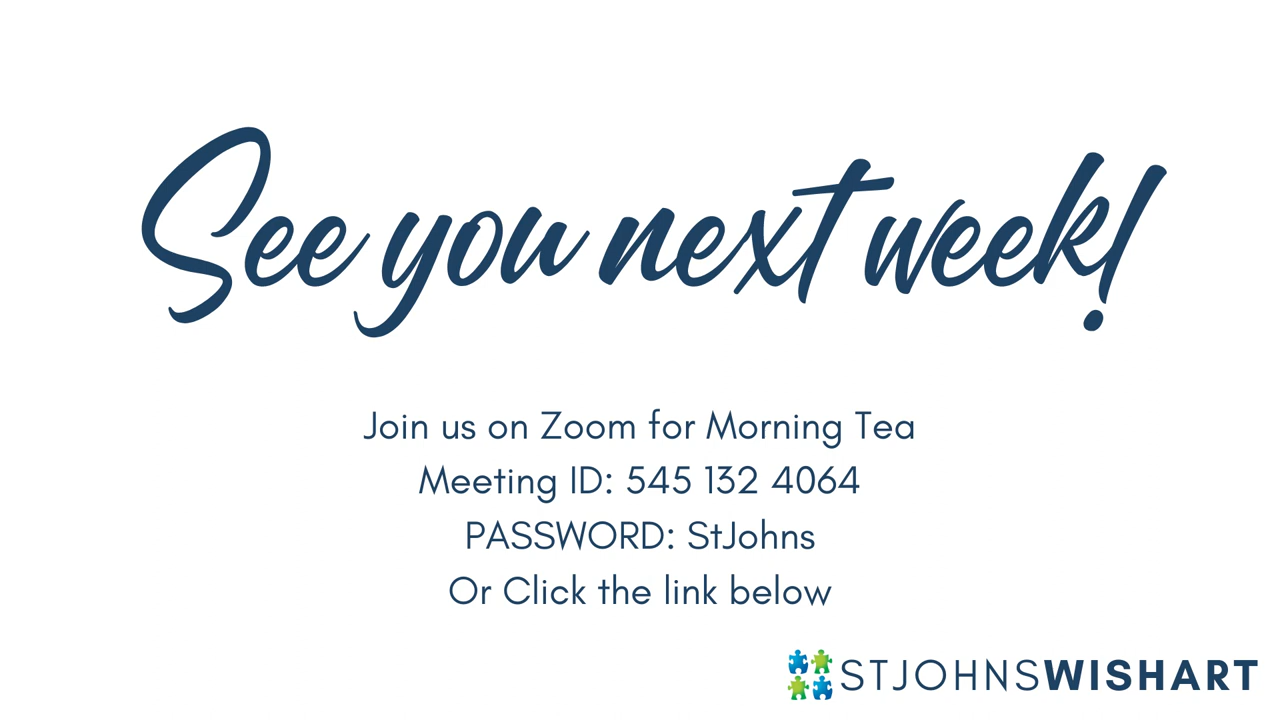 See you next week!
Join us on Zoom for Morning Tea
Meeting ID: 545 132 4064
PASSWORD: StJohns
Or Click the link below
STJOHNSWISHART